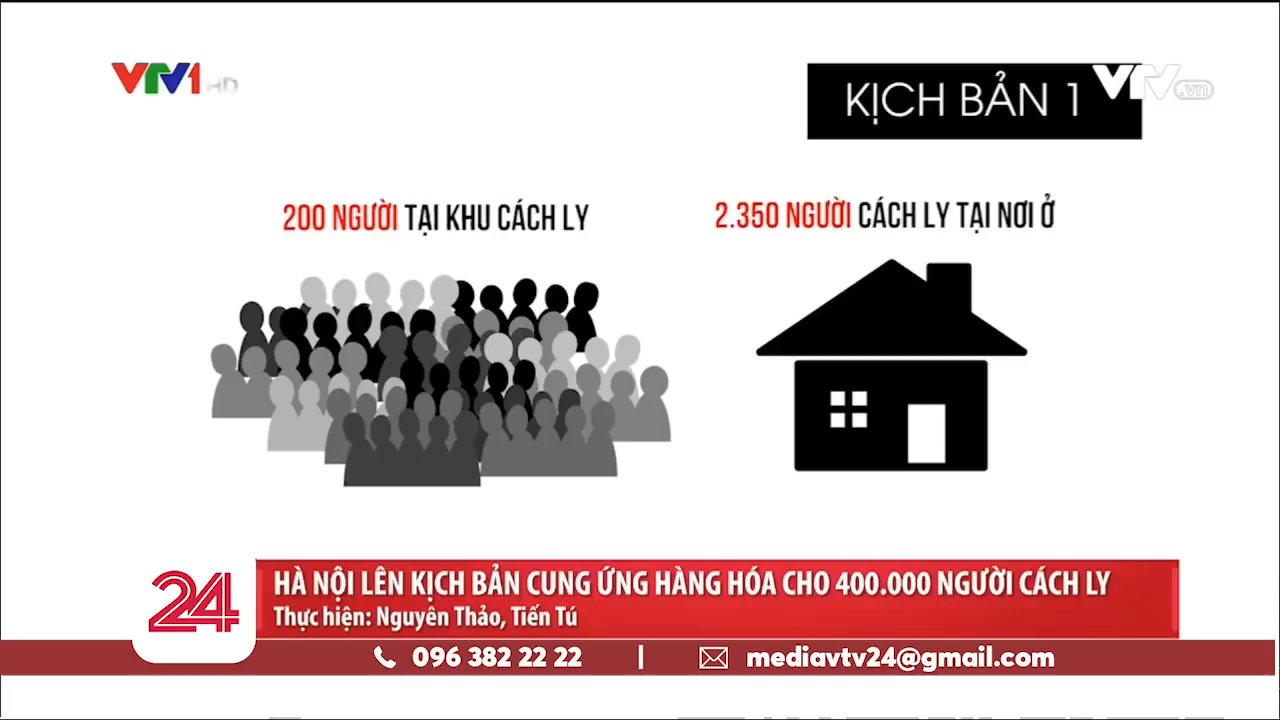 VTV1 HD
KỊCH BẢN 1
VTV.vn
200 NGƯỜI TẠI KHU CÁCH LY
2.350 NGƯỜI CÁCH LY TẠI NƠI Ở
24
HÀ NỘI LÊN KỊCH BẢN CUNG ỨNG HÀNG HÓA CHO 400.000 NGƯỜI CÁCH LY
Thực hiện: Nguyên Thảo, Tiến Tú
096 382 22 22 | mediavtv24@gmail.com